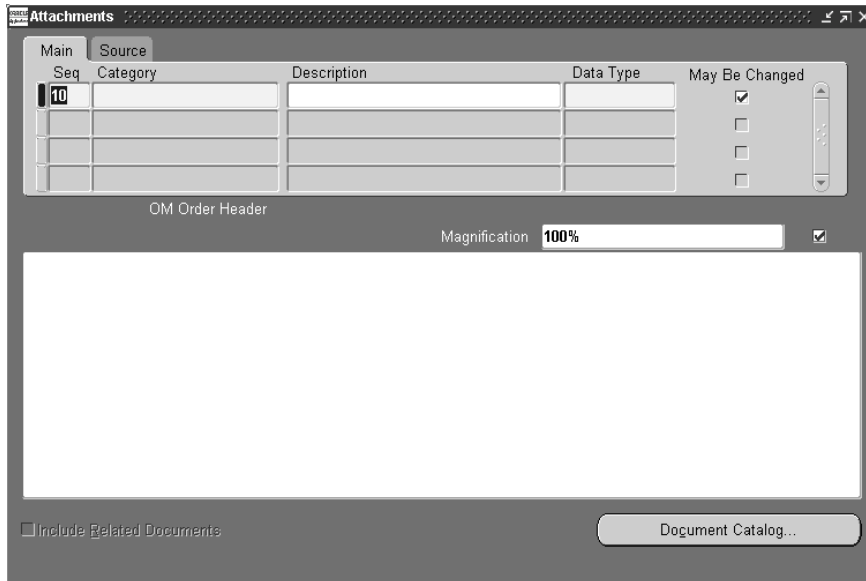 Attachments
Main Source
Seq Category Description Data Type May Be Changed
10
OM Order Header
Magnification 100%
Include Related Documents Document Catalog...